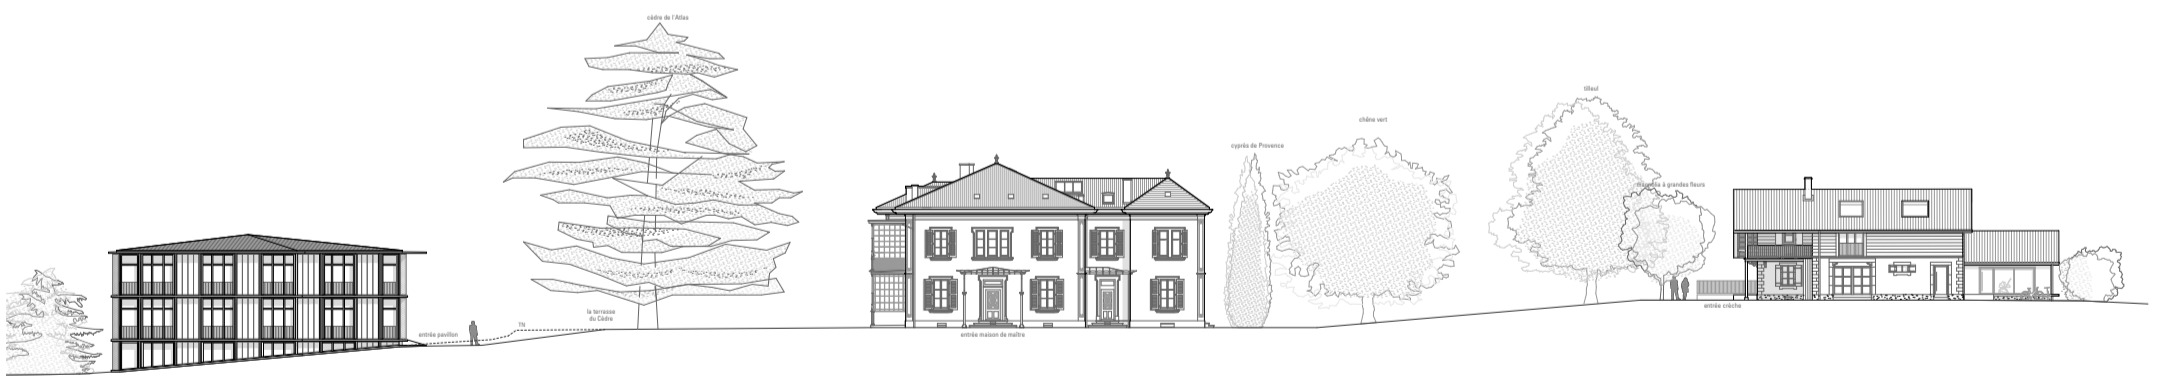 cèdre de l'Atlas
tilleul
chêne vert
cyprès de Provence
magnolia à grandes fleurs
entrée crèche
la terrasse
du Cèdre
TN
entrée pavillon
entrée maison de maître